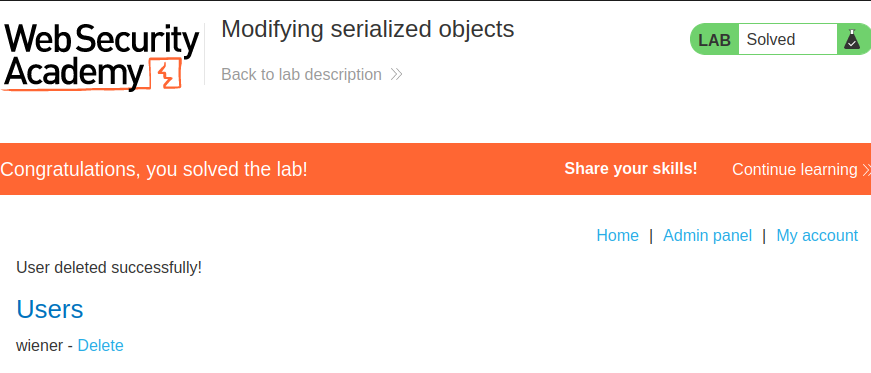 Web Security
Academy
Modifying serialized objects
Back to lab description
LAB Solved
Congratulations, you solved the lab!
Share your skills!
Continue learning
Home | Admin panel | My account
User deleted successfully!
Users
wiener - Delete